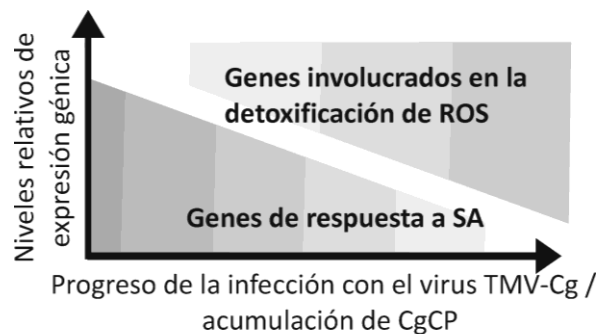 Niveles relativos de
expresión génica
Genes involucrados en la
detoxificación de ROS
Genes de respuesta a SA
Progreso de la infección con el virus TMV-Cg /
acumulación de CgCP